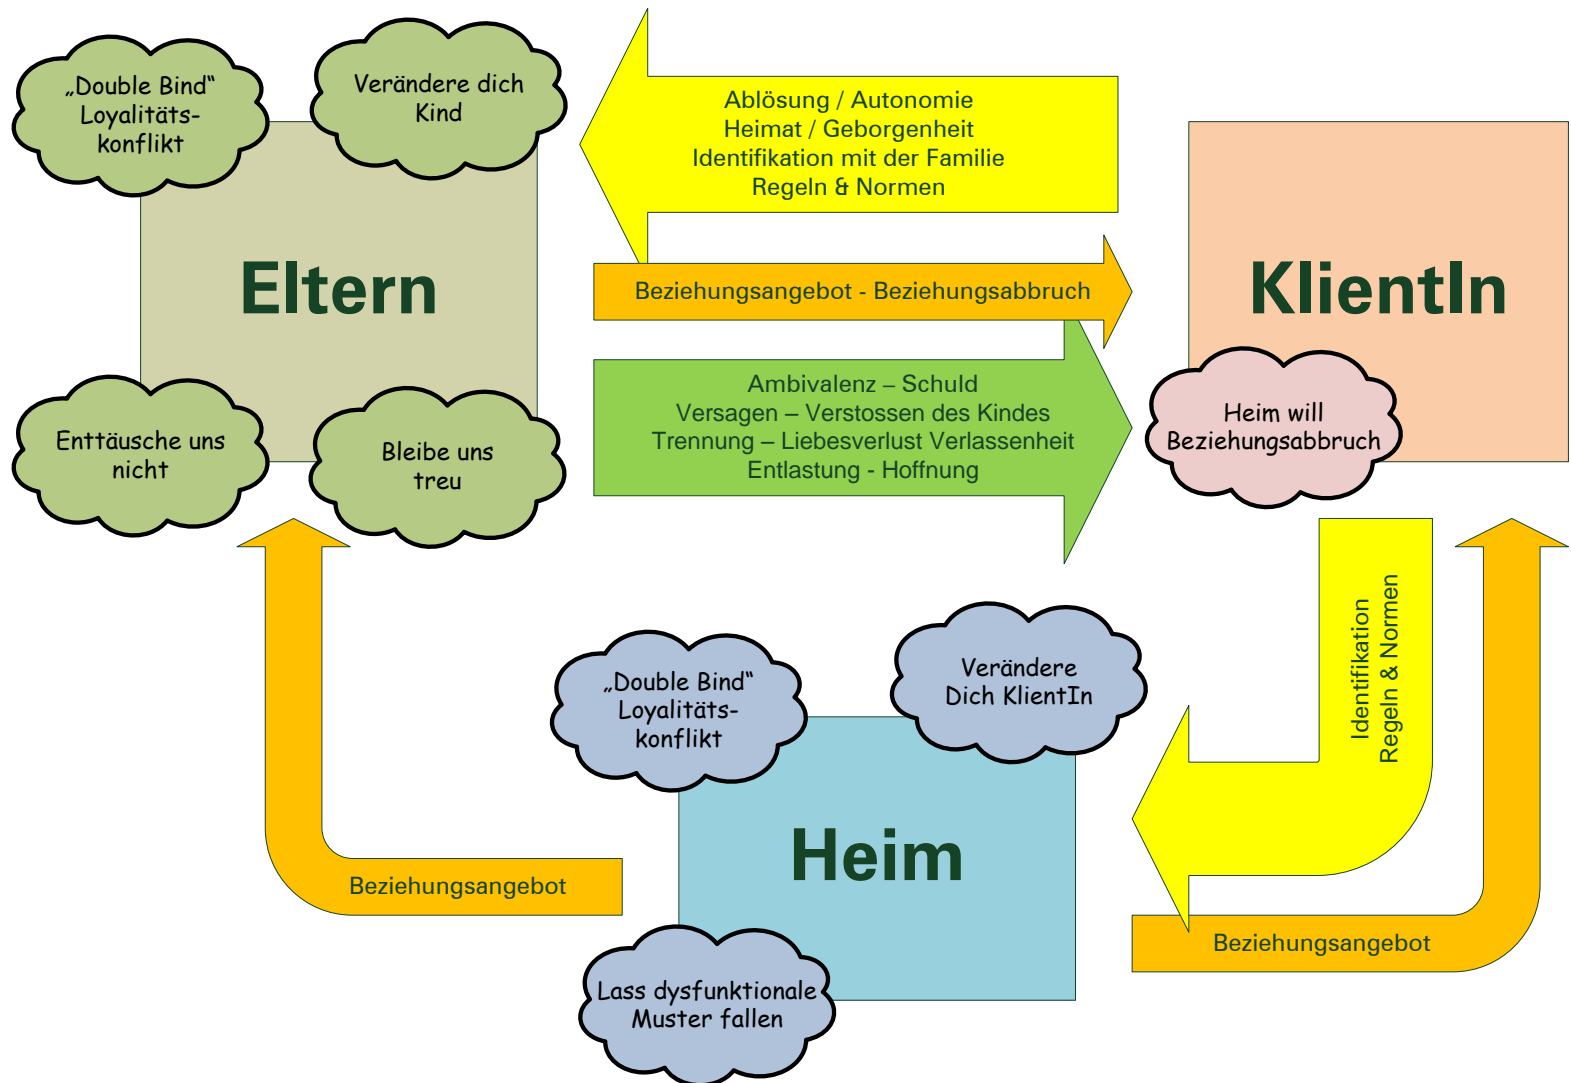 „Double Bind“
Loyalitäts-
konflikt
Verändere dich
Kind
Ablösung / Autonomie
Heimat / Geborgenheit
Identifikation mit der Familie
Regeln & Normen
Eltern
Beziehungsangebot - Beziehungsabbruch
KlientIn
Ambivalenz – Schuld
Versagen – Verstossen des Kindes
Trennung – Liebesverlust Verlassenheit
Entlastung - Hoffnung
Heim will
Beziehungsabbruch
Enttäusche uns
nicht
Bleibe uns
treu
„Double Bind“
Loyalitäts-
konflikt
Verändere
Dich KlientIn
Identifikation
Regeln & Normen
Heim
Beziehungsangebot
Beziehungsangebot
Lass dysfunktionale
Muster fallen